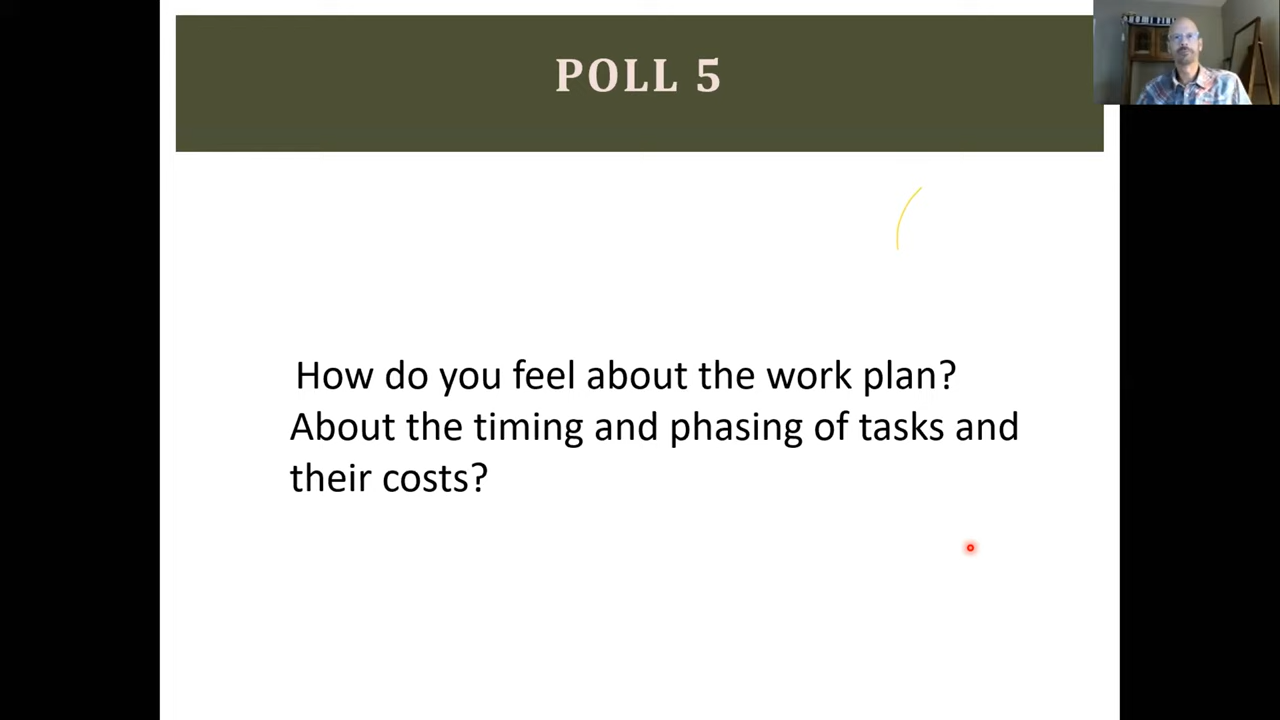 POLL 5
How do you feel about the work plan?
About the timing and phasing of tasks and
their costs?